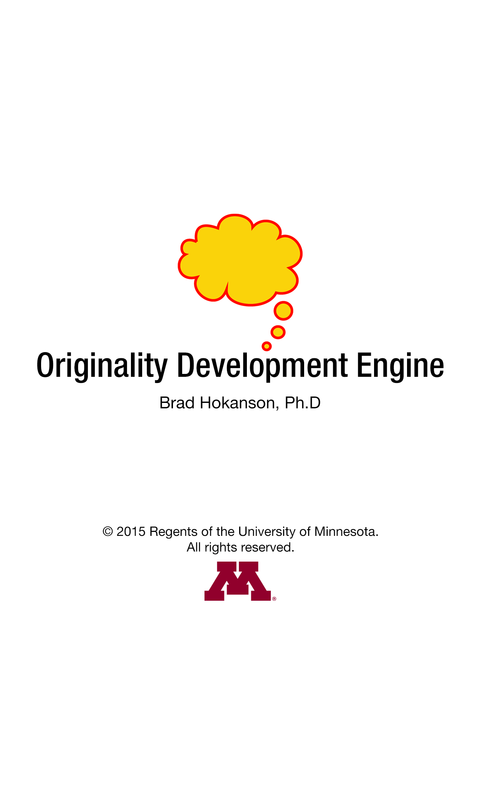 Originality Development Engine
Brad Hokanson, Ph.D
© 2015 Regents of the University of Minnesota.
All rights reserved.
M®